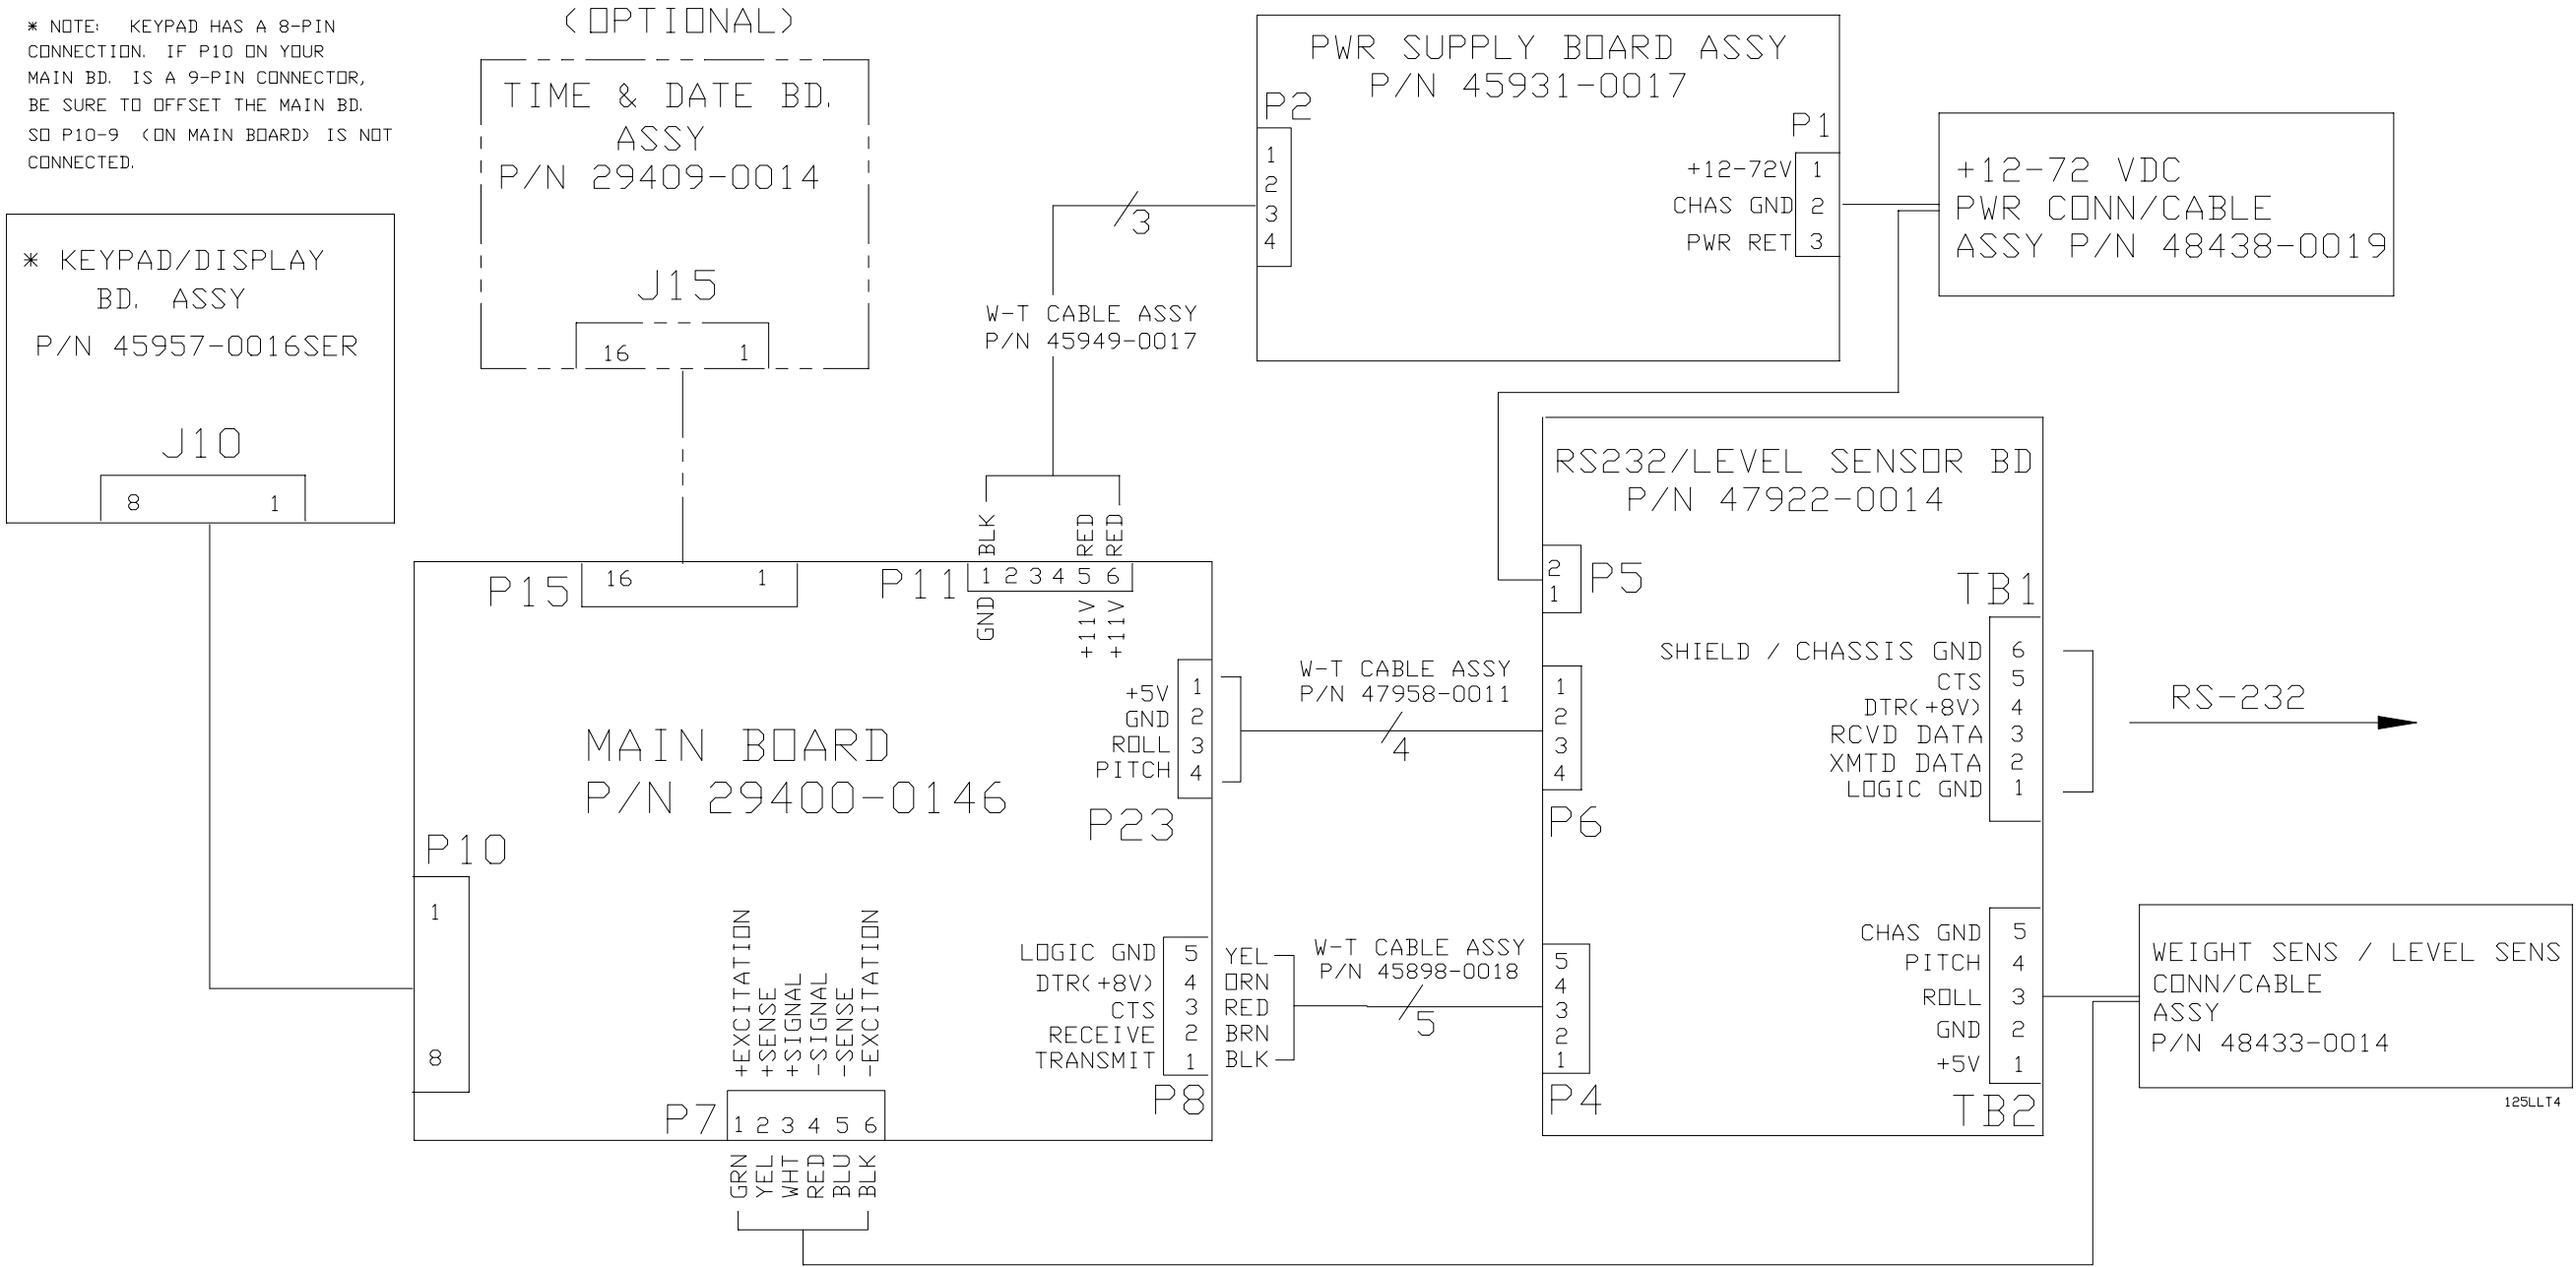 * NOTE: KEYPAD HAS A 8-PIN
CONNECTION. IF P10 ON YOUR
MAIN BD. IS A 9-PIN CONNECTOR,
BE SURE TO OFFSET THE MAIN BD.
SO P10-9 (ON MAIN BOARD) IS NOT
CONNECTED.
* KEYPAD/DISPLAY
BD. ASSY
P/N 45957-0016SER
J10
8 1
(OPTIONAL)
TIME & DATE BD.
ASSY
P/N 29409-0014
J15
16 1
PWR SUPPLY BOARD ASSY
P/N 45931-0017
P2
1
2
3
4
P1
+12-72V 1
CHAS GND 2
PWR RET 3
+12-72 VDC
PWR CONN/CABLE
ASSY P/N 48438-0019
3
W-T CABLE ASSY
P/N 45949-0017
BLK RED RED
P15 16 1
P11 1 2 3 4 5 6
GND +11V +11V
MAIN BOARD
P/N 29400-0146
+5V 1
GND 2
ROLL 3
PITCH 4
P23
W-T CABLE ASSY
P/N 47958-0011
4
P10
1
8
LOGIC GND 5 YEL
DTR(+8V) 4 ORN
CTS 3 RED
RECEIVE 2 BRN
TRANSMIT 1 BLK
P8
W-T CABLE ASSY
P/N 45898-0018
5
+EXCITATION
+SENSE
+SIGNAL
-SIGNAL
-SENSE
-EXCITATION
P7 1 2 3 4 5 6
GRN
YEL
WHT
RED
BLU
BLK
RS232/LEVEL SENSOR BD
P/N 47922-0014
2
1
P5
1
2
3
4
P6
5
4
3
2
1
P4
TB1
SHIELD / CHASSIS GND 6
CTS 5
DTR(+8V) 4
RCVD DATA 3
XMTD DATA 2
LOGIC GND 1
RS-232
CHAS GND 5
PITCH 4
ROLL 3
GND 2
+5V 1
TB2
WEIGHT SENS / LEVEL SENS
CONN/CABLE
ASSY
P/N 48433-0014
125LLT4